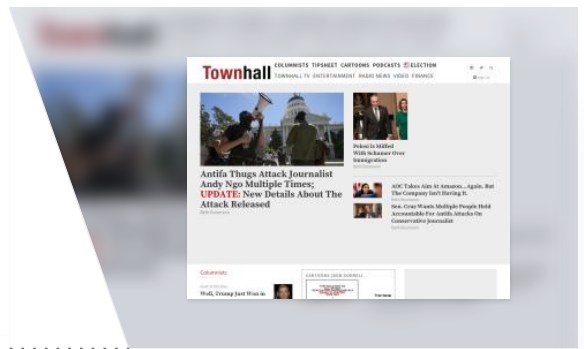 Townhall
COLUMNISTS TIPSHEET CARTOONS PODCASTS ELECTION
TOWNHALL TV ENTERTAINMENT RADIO NEWS VIDEO FINANCE
Sign Up
Antifa Thugs Attack Journalist
Andy Ngo Multiple Times;
UPDATE: New Details About The
Attack Released
Pelosi Is Miffed
With Schumer Over
Immigration
AOC Takes Aim At Amazon...Again. But
The Company Isn't Having It.
Sen. Cruz Wants Multiple People Held
Accountable For Antifa Attacks On
Conservative Journalist
Columnists
Well, Trump Just Won in